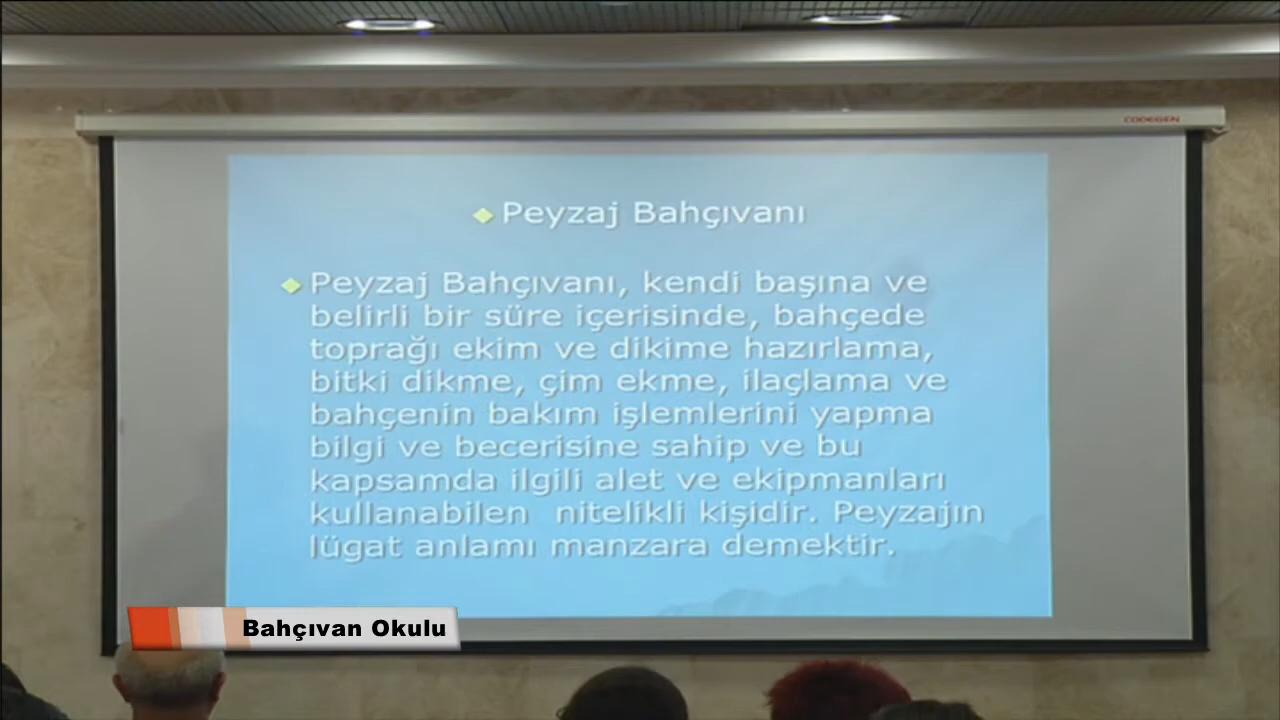 CODEGEN
Peyzaj Bahçıvanı
Peyzaj Bahçıvanı, kendi başına ve
belirli bir süre içerisinde, bahçede
toprağı ekim ve dikime hazırlama,
bitki dikme, çim ekme, ilaçlama ve
bahçenin bakım işlemlerini yapma
bilgi ve becerisine sahip ve bu
kapsamda ilgili alet ve ekipmanları
kullanabilen nitelikli kişidir. Peyzajın
lügat anlamı manzara demektir.
Bahçıvan Okulu